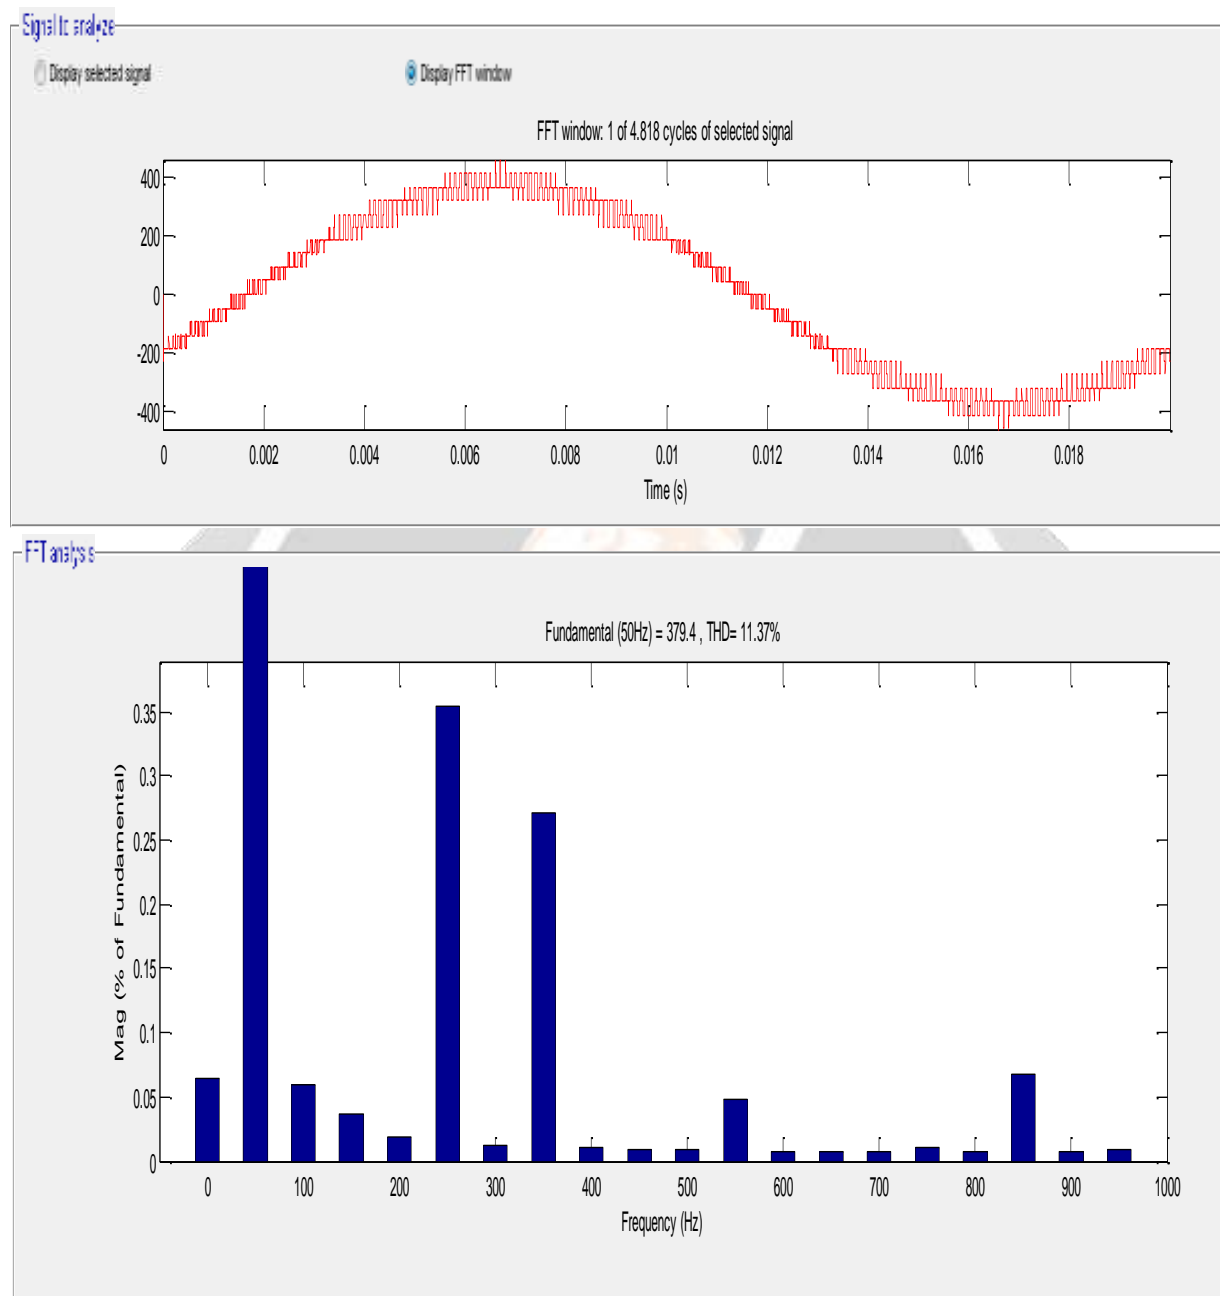 Signal to analyze
Display selected signal
Display FFT window
FFT window: 1 of 4.818 cycles of selected signal
400
200
0
-200
-400
0 0.002 0.004 0.006 0.008 0.01 0.012 0.014 0.016 0.018
Time (s)
FFT analysis
Fundamental (50Hz) = 379.4 , THD= 11.37%
Mag (% of Fundamental)
0.35
0.3
0.25
0.2
0.15
0.1
0.05
0
0 100 200 300 400 500 600 700 800 900 1000
Frequency (Hz)